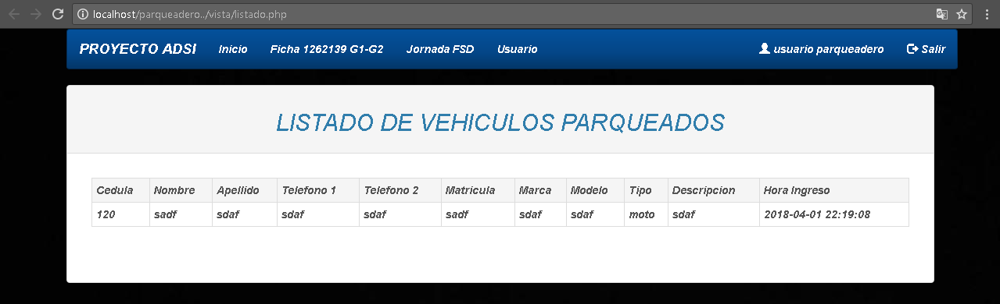 localhost/parqueadero../vista/listado.php
PROYECTO ADSI Inicio Ficha 1262139 G1-G2 Jornada FSD Usuario usuario parqueadero Salir
LISTADO DE VEHICULOS PARQUEADOS
Cedula Nombre Apellido Telefono 1 Telefono 2 Matricula Marca Modelo Tipo Descripcion Hora Ingreso
120 sadf sdaf sdaf sdaf sadf sdaf sdaf moto sdaf 2018-04-01 22:19:08